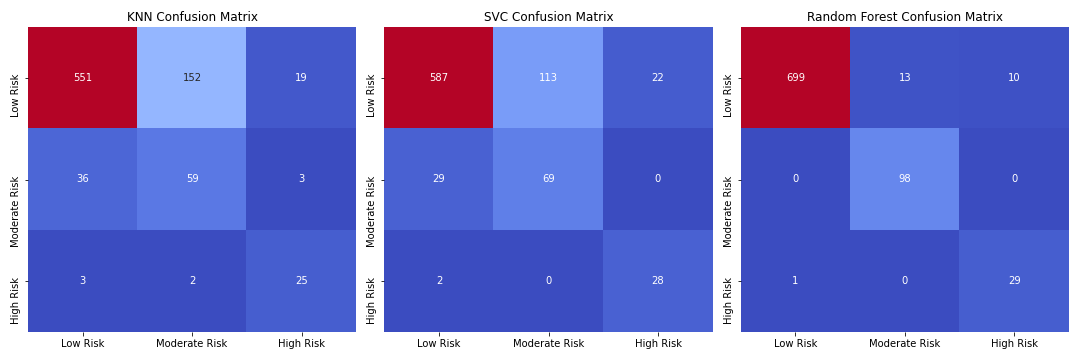 KNN Confusion Matrix
Low Risk
551 152 19
Moderate Risk
36 59 3
High Risk
3 2 25
Low Risk Moderate Risk High Risk
SVC Confusion Matrix
Low Risk
587 113 22
Moderate Risk
29 69 0
High Risk
2 0 28
Low Risk Moderate Risk High Risk
Random Forest Confusion Matrix
Low Risk
699 13 10
Moderate Risk
0 98 0
High Risk
1 0 29
Low Risk Moderate Risk High Risk